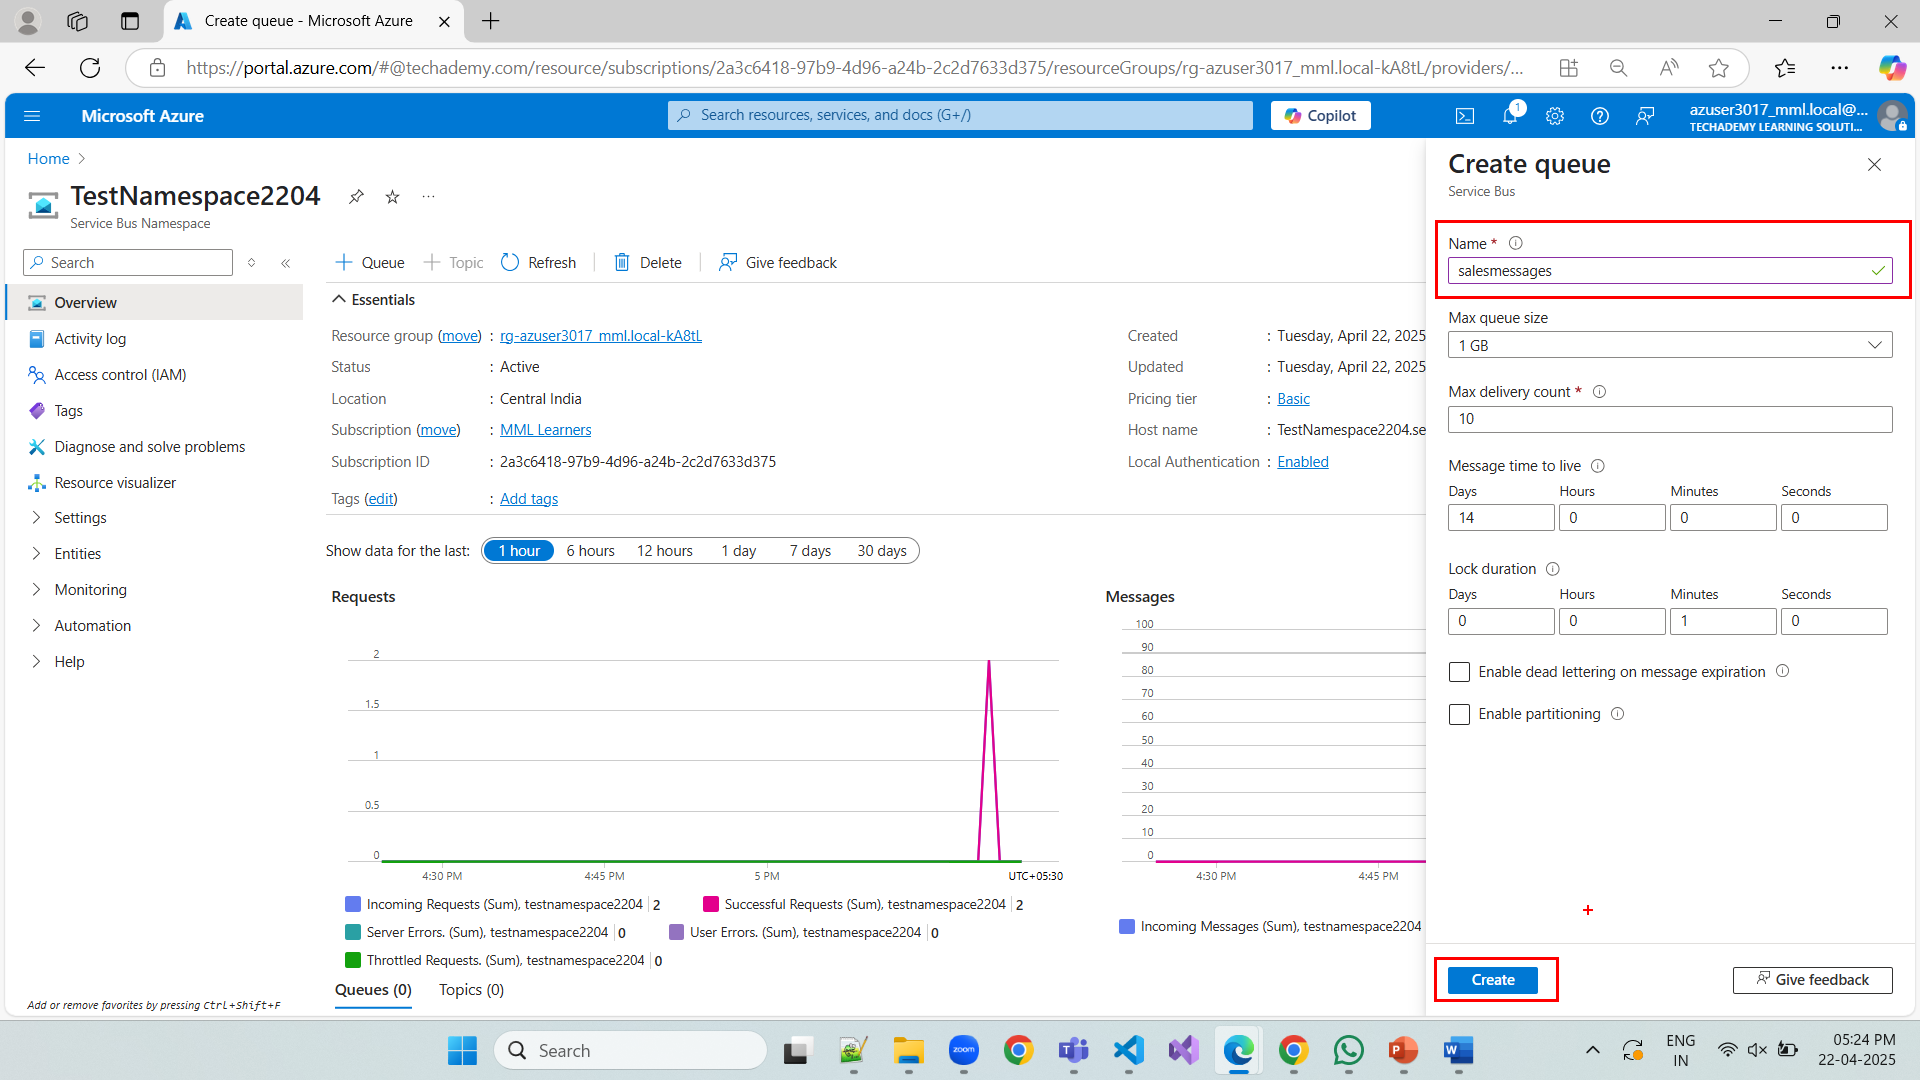 Create queue - Microsoft Azure
https://portal.azure.com/#@techademy.com/resource/subscriptions/2a3c6418-97b9-4d96-a24b-2c2d7633d375/resourceGroups/rg-azuser3017_mml.local-kA8tL/providers/...
Microsoft Azure
Search resources, services, and docs (G+/)
Copilot
1
azuser3017_mml.local@...
TECHADEMY LEARNING SOLUTI...
Home
TestNamespace2204
Service Bus Namespace
Search
Overview
Activity log
Access control (IAM)
Tags
Diagnose and solve problems
Resource visualizer
Settings
Entities
Monitoring
Automation
Help
Add or remove favorites by pressing Ctrl+Shift+F
Queue
Topic
Refresh
Delete
Give feedback
Essentials
Resource group (move) : rg-azuser3017_mml.local-kA8tL
Status : Active
Location : Central India
Subscription (move) : MML Learners
Subscription ID : 2a3c6418-97b9-4d96-a24b-2c2d7633d375
Tags (edit) : Add tags
Created : Tuesday, April 22, 2025
Updated : Tuesday, April 22, 2025
Pricing tier : Basic
Host name : TestNamespace2204.se
Local Authentication : Enabled
Show data for the last: 1 hour 6 hours 12 hours 1 day 7 days 30 days
Requests
2
1.5
1
0.5
0
4:30 PM 4:45 PM 5 PM UTC+05:30
Incoming Requests (Sum), testnamespace2204 2
Successful Requests (Sum), testnamespace2204 2
Server Errors. (Sum), testnamespace2204 0
User Errors. (Sum), testnamespace2204 0
Throttled Requests. (Sum), testnamespace2204 0
Messages
100
90
80
70
60
50
40
30
20
10
0
4:30 PM 4:45 PM
Incoming Messages (Sum), testnamespace2204
Queues (0) Topics (0)
Create queue
Service Bus
Name *
salesmessages
Max queue size
1 GB
Max delivery count *
10
Message time to live
Days Hours Minutes Seconds
14 0 0 0
Lock duration
Days Hours Minutes Seconds
0 0 1 0
Enable dead lettering on message expiration
Enable partitioning
Create
Give feedback
Search
zoom
ENG
IN
05:24 PM
22-04-2025